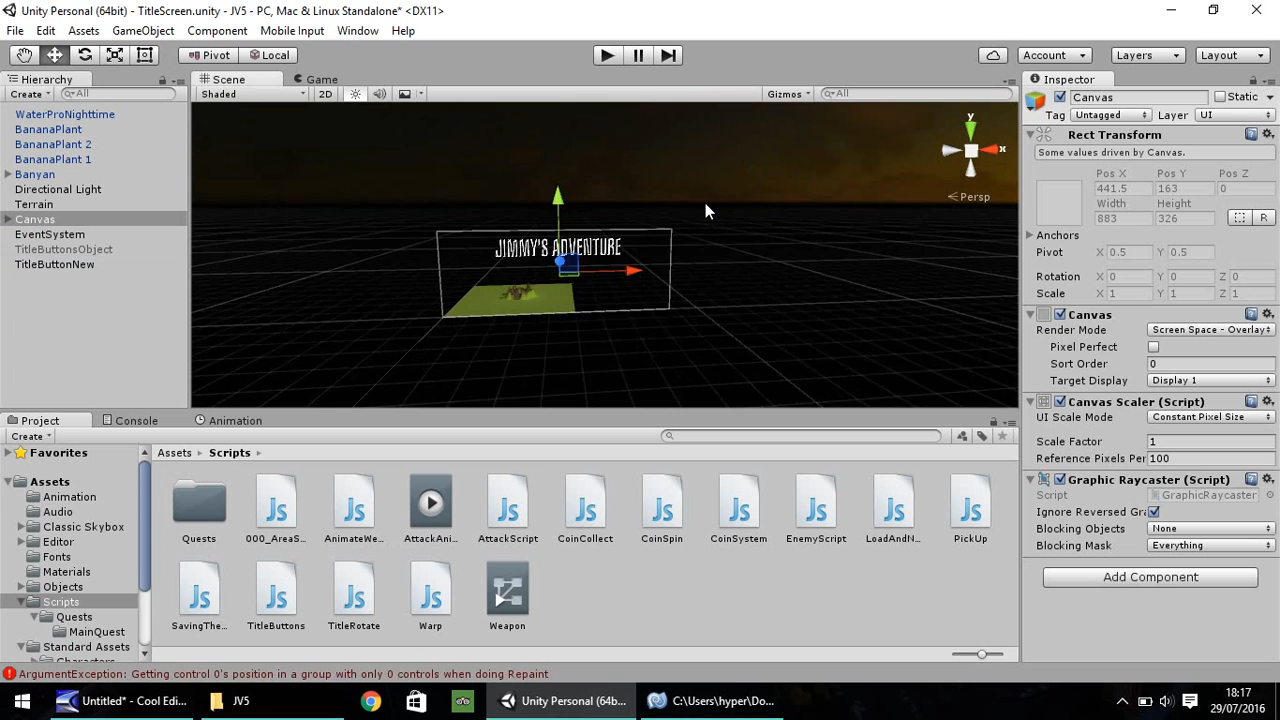 Unity Personal (64bit) - TitleScreen.unity - JV5 - PC, Mac & Linux Standalone* <DX11>
File Edit Assets GameObject Component Mobile Input Window Help
Pivot Local Account Layers Layout
Hierarchy
Create All
WaterProNighttime
BananaPlant
BananaPlant 2
BananaPlant 1
Banyan
Directional Light
Terrain
Canvas
EventSystem
TitleButtonsObject
TitleButtonNew
Scene Game
Shaded 2D Gizmos All
y
x
Persp
JIMMY'S ADVENTURE
Inspector
Canvas Static
Tag Untagged Layer UI
Rect Transform
Some values driven by Canvas.
Pos X Pos Y Pos Z
441.5 163 0
Width Height
883 326 R
Anchors
Pivot X 0.5 Y 0.5
Rotation X 0 Y 0 Z 0
Scale X 1 Y 1 Z 1
Canvas
Render Mode Screen Space - Overlay
Pixel Perfect
Sort Order 0
Target Display Display 1
Canvas Scaler (Script)
UI Scale Mode Constant Pixel Size
Scale Factor 1
Reference Pixels Per 100
Graphic Raycaster (Script)
Script GraphicRaycaster
Ignore Reversed Gra
Blocking Objects None
Blocking Mask Everything
Add Component
Project Console Animation
Create
Favorites
Assets
Animation
Audio
Classic Skybox
Editor
Fonts
Materials
Objects
Scripts
Quests
MainQuest
Standard Assets
Assets Scripts
Quests 000_AreaS... AnimateWe... AttackAni... AttackScript CoinCollect CoinSpin CoinSystem EnemyScript LoadAndN... PickUp
SavingThe... TitleButtons TitleRotate Warp Weapon
ArgumentException: Getting control 0's position in a group with only 0 controls when doing Repaint
Untitled* - Cool Edi... JV5 Unity Personal (64b... C:\Users\hyper\Do...
18:17
29/07/2016